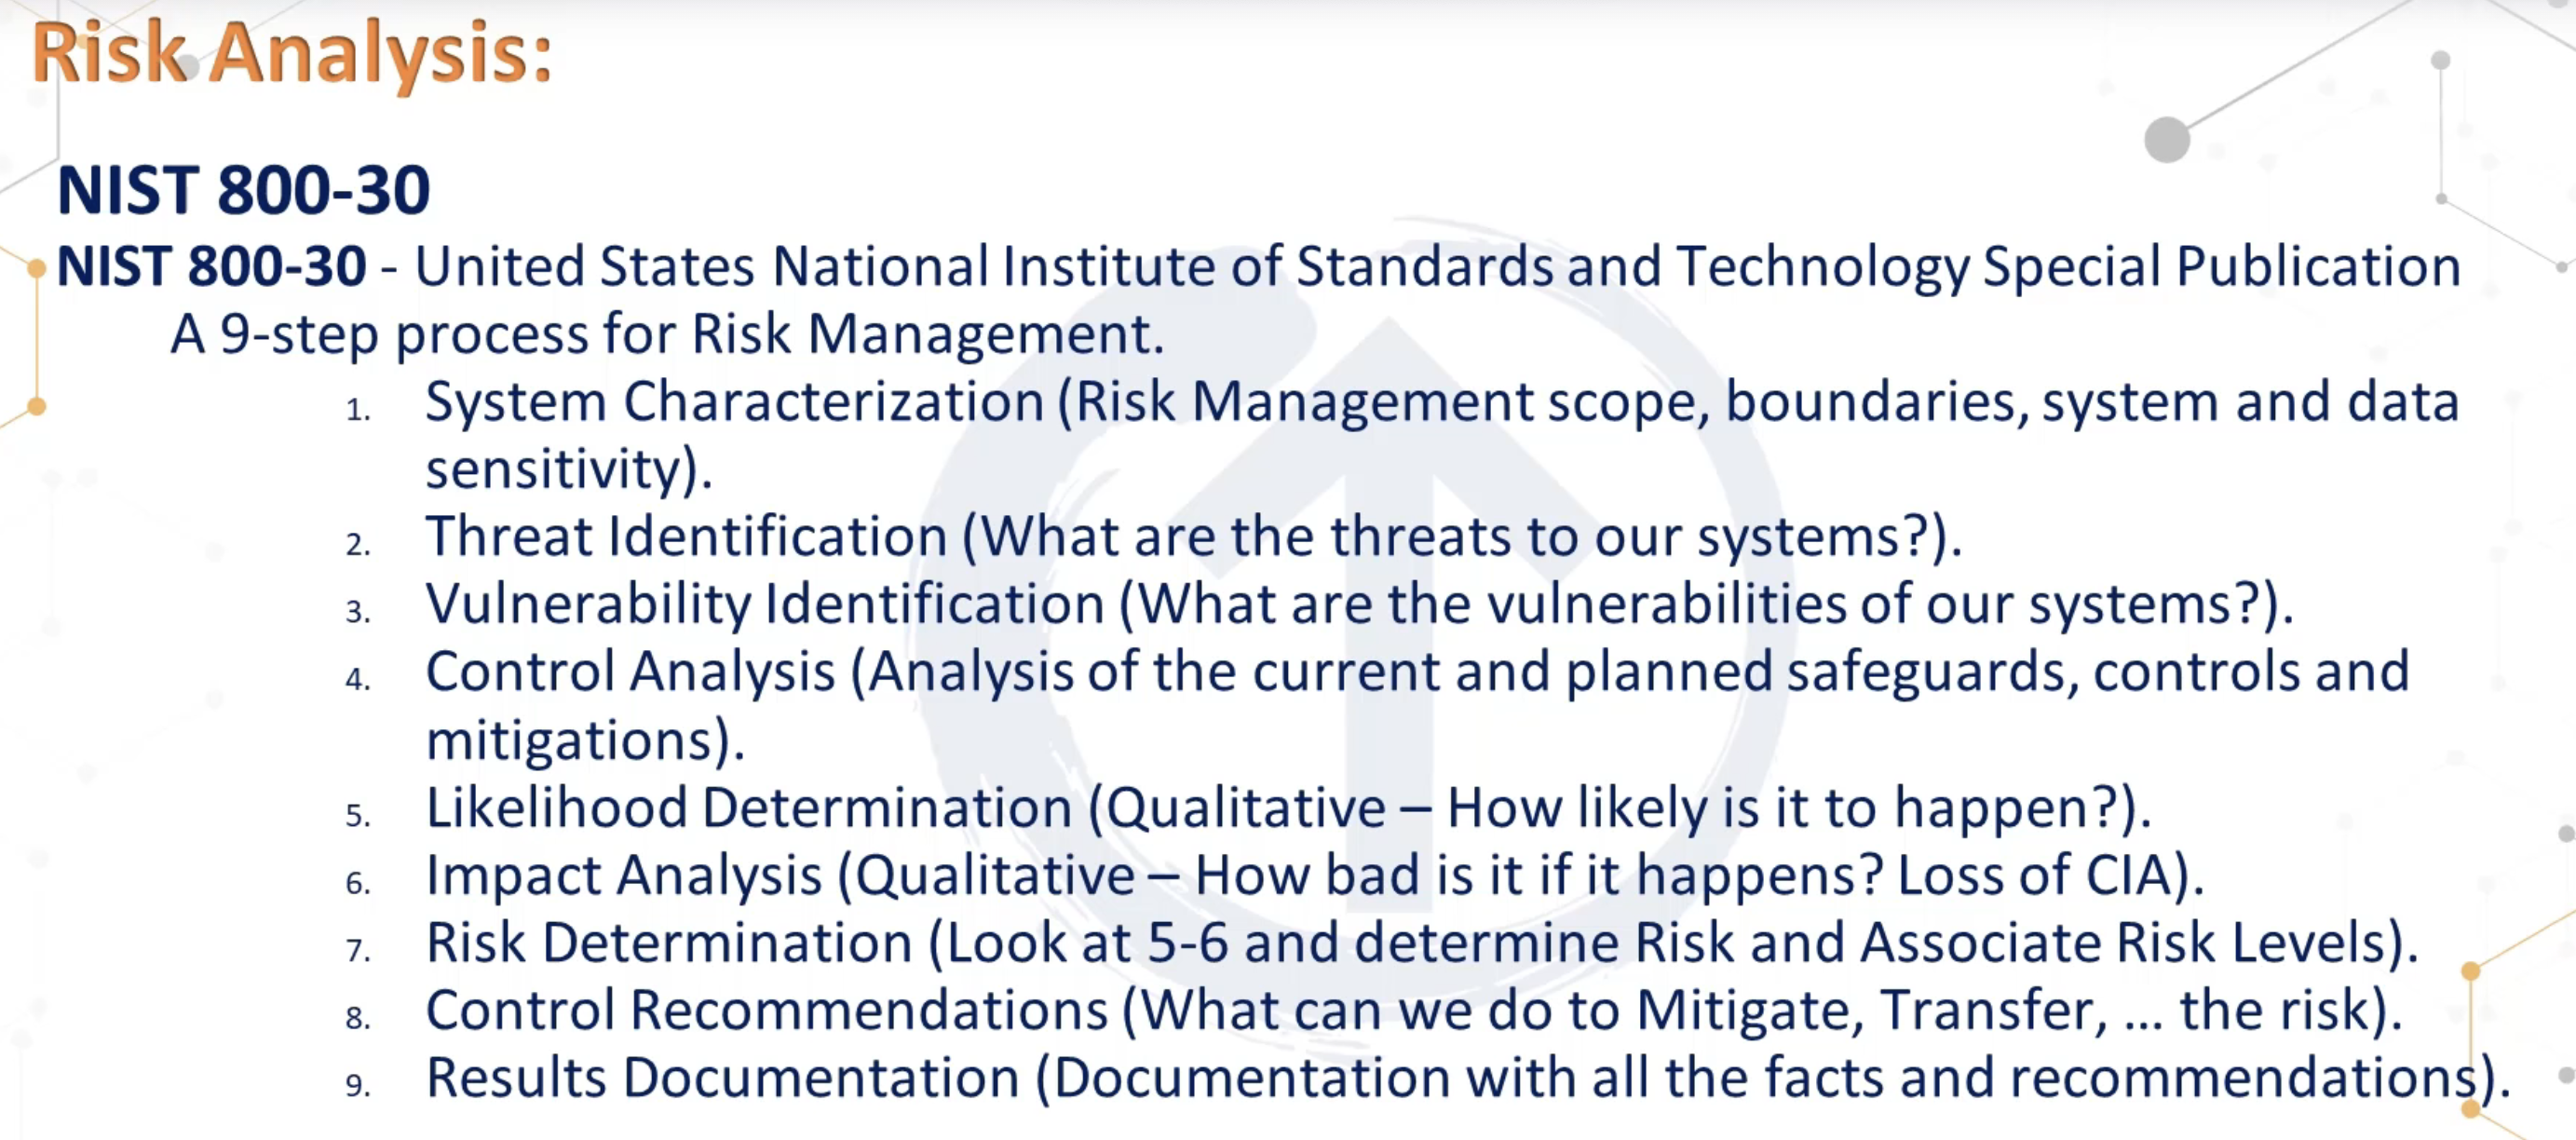 Risk Analysis:
NIST 800-30
NIST 800-30 - United States National Institute of Standards and Technology Special Publication
A 9-step process for Risk Management.
1. System Characterization (Risk Management scope, boundaries, system and data
sensitivity).
2. Threat Identification (What are the threats to our systems?).
3. Vulnerability Identification (What are the vulnerabilities of our systems?).
4. Control Analysis (Analysis of the current and planned safeguards, controls and
mitigations).
5. Likelihood Determination (Qualitative – How likely is it to happen?).
6. Impact Analysis (Qualitative – How bad is it if it happens? Loss of CIA).
7. Risk Determination (Look at 5-6 and determine Risk and Associate Risk Levels).
8. Control Recommendations (What can we do to Mitigate, Transfer, ... the risk).
9. Results Documentation (Documentation with all the facts and recommendations).